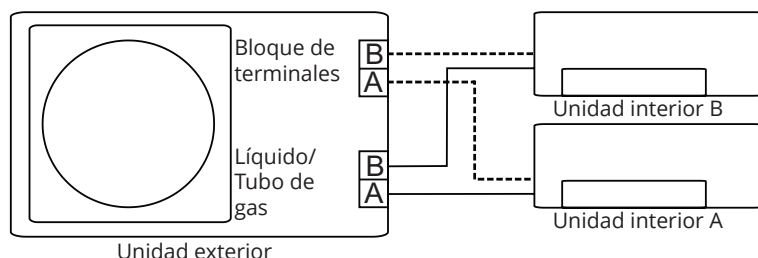 Bloque de
terminales
B
A
Líquido/
Tubo de
gas
B
A
Unidad exterior
Unidad interior B
Unidad interior A